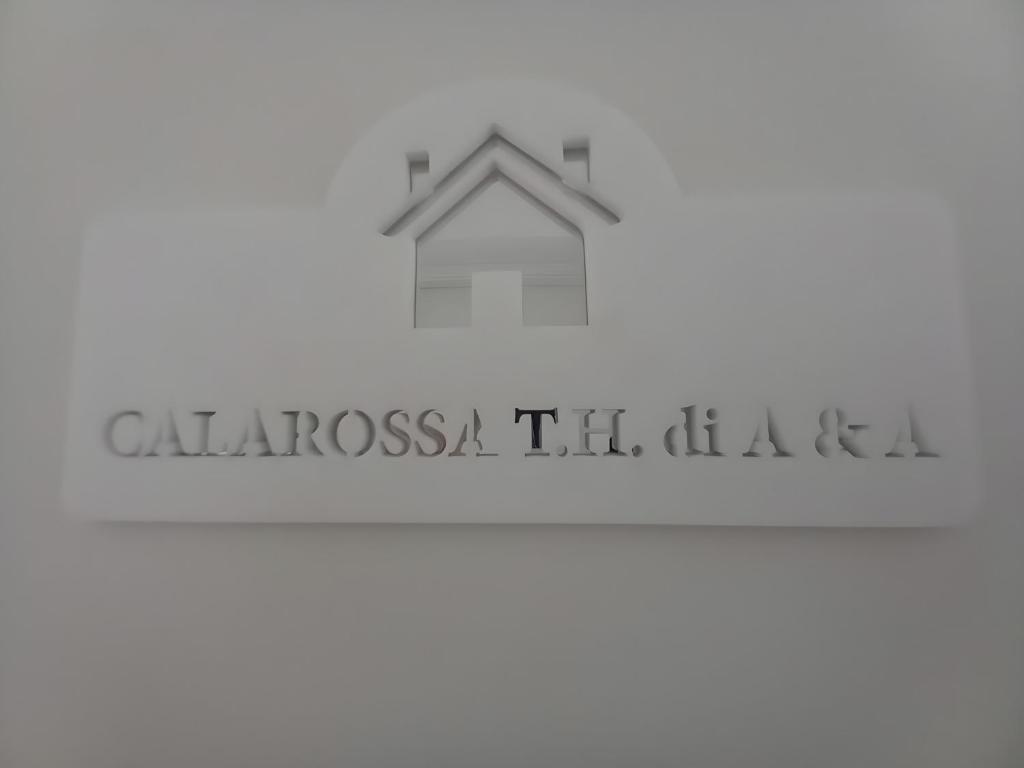 CALAROSSA T.H. di A & A